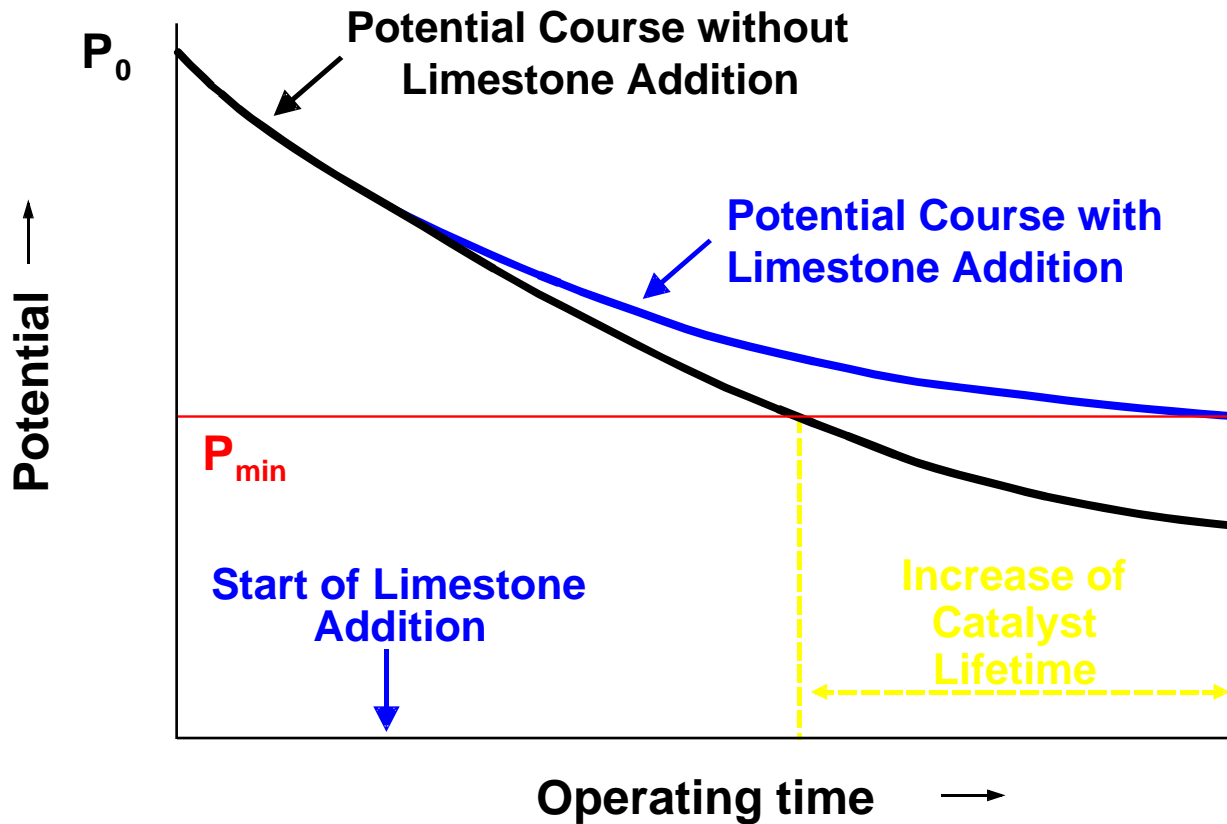 Potential Course without
Limestone Addition
P0
Potential Course with
Limestone Addition
Potential
Pmin
Start of Limestone
Addition
Increase of
Catalyst
Lifetime
Operating time